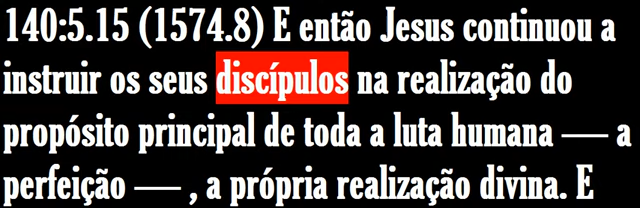 140:5.15 (1574.8) E então Jesus continuou a
instruir os seus discípulos na realização do
propósito principal de toda a luta humana — a
perfeição — , a própria realização divina. E